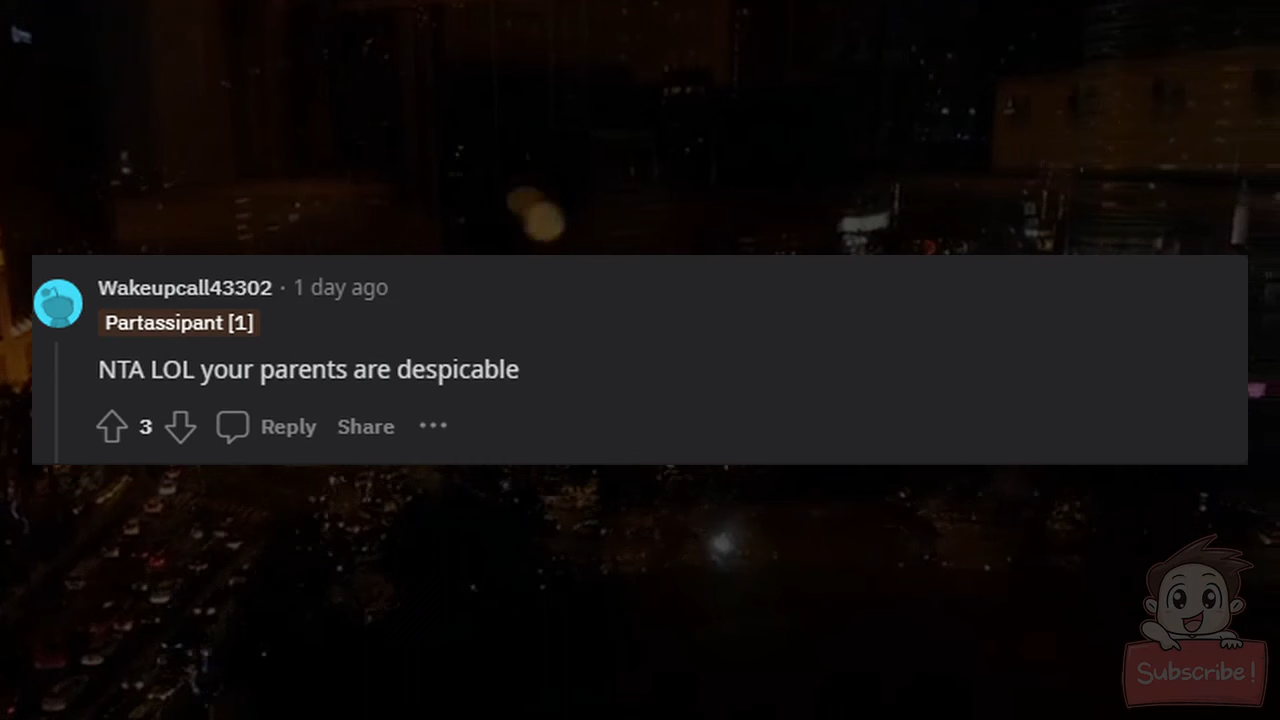 Wakeupcall43302 · 1 day ago
Partassipant [1]
NTA LOL your parents are despicable
3 Reply Share ···
Subscribe!